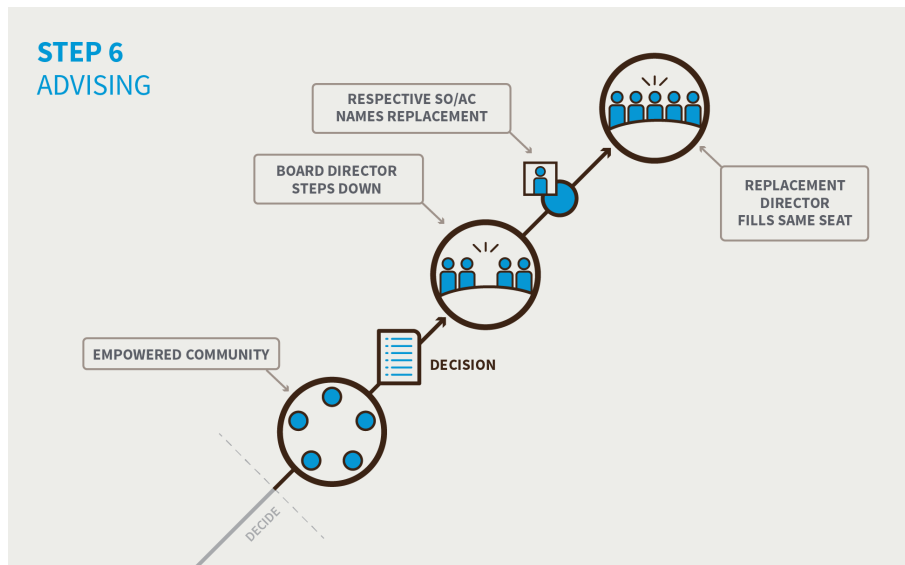 STEP 6
ADVISING
RESPECTIVE SO/AC
NAMES REPLACEMENT
BOARD DIRECTOR
STEPS DOWN
REPLACEMENT
DIRECTOR
FILLS SAME SEAT
EMPOWERED COMMUNITY
DECISION
DECIDE